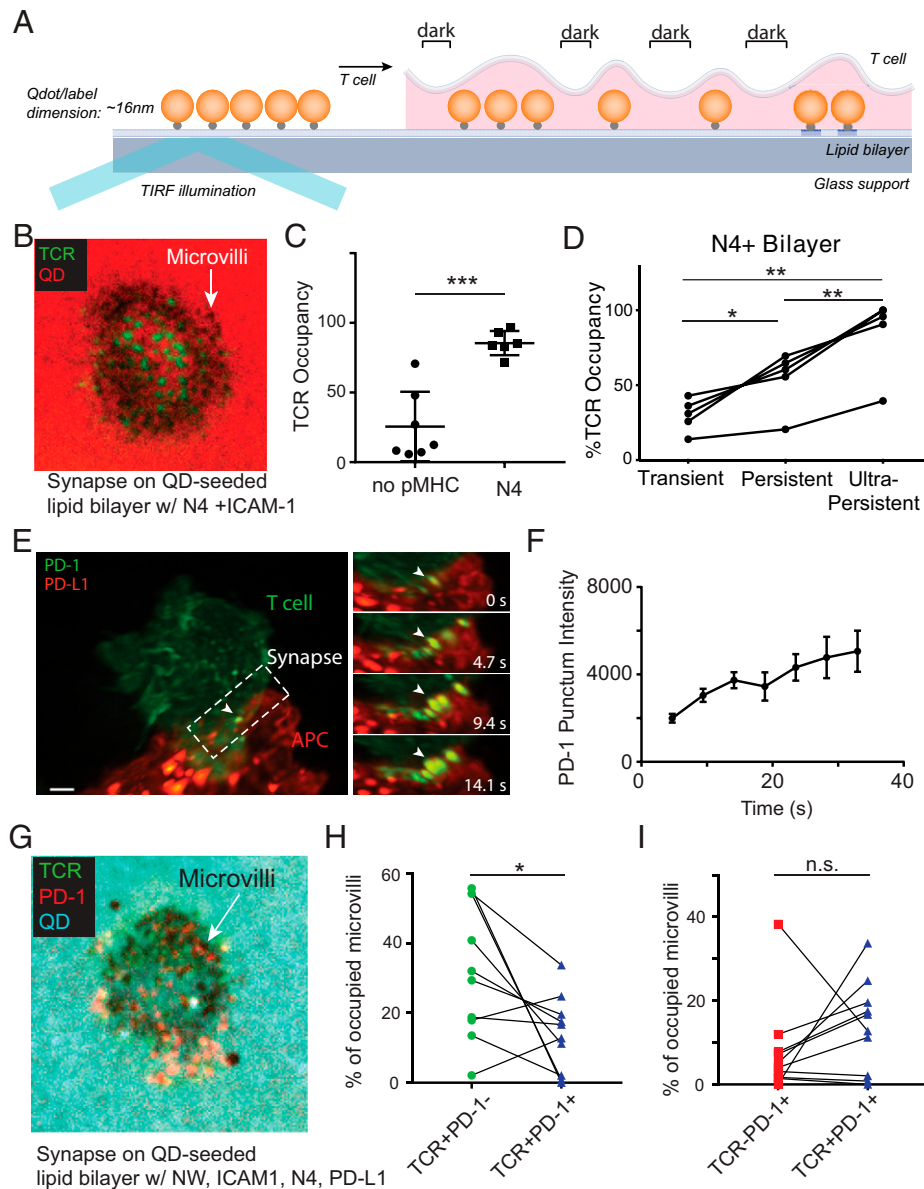 A
Qdot/label
dimension: ~16nm
T cell
dark
dark
dark
dark
T cell
TIRF illumination
Lipid bilayer
Glass support
B
TCR
QD
Microvilli
Synapse on QD-seeded
lipid bilayer w/ N4 +ICAM-1
C
TCR Occupancy
***
100
50
0
no pMHC
N4
D
N4+ Bilayer
%TCR Occupancy
**
*
**
100
50
0
Transient
Persistent
Ultra-
Persistent
E
PD-1
PD-L1
T cell
Synapse
APC
0 s
4.7 s
9.4 s
14.1 s
F
PD-1 Punctum Intensity
8000
4000
0
0
20
40
Time (s)
G
TCR
PD-1
QD
Microvilli
Synapse on QD-seeded
lipid bilayer w/ NW, ICAM1, N4, PD-L1
H
% of occupied microvilli
*
60
40
20
0
TCR+PD-1-
TCR+PD-1+
I
% of occupied microvilli
n.s.
40
20
0
TCR-PD-1+
TCR+PD-1+